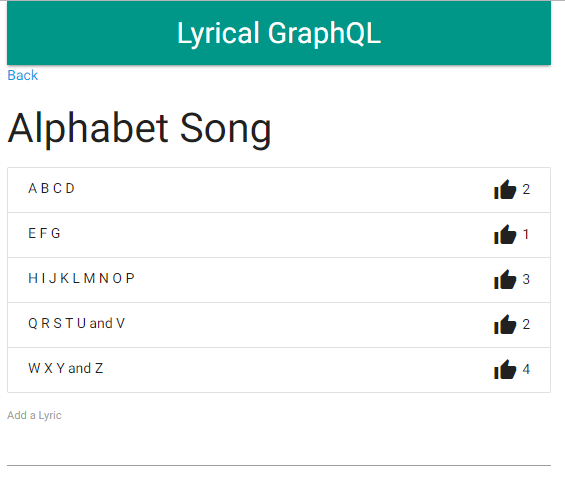 Lyrical GraphQL
Back
Alphabet Song
A B C D 2
E F G 1
H I J K L M N O P 3
Q R S T U and V 2
W X Y and Z 4
Add a Lyric